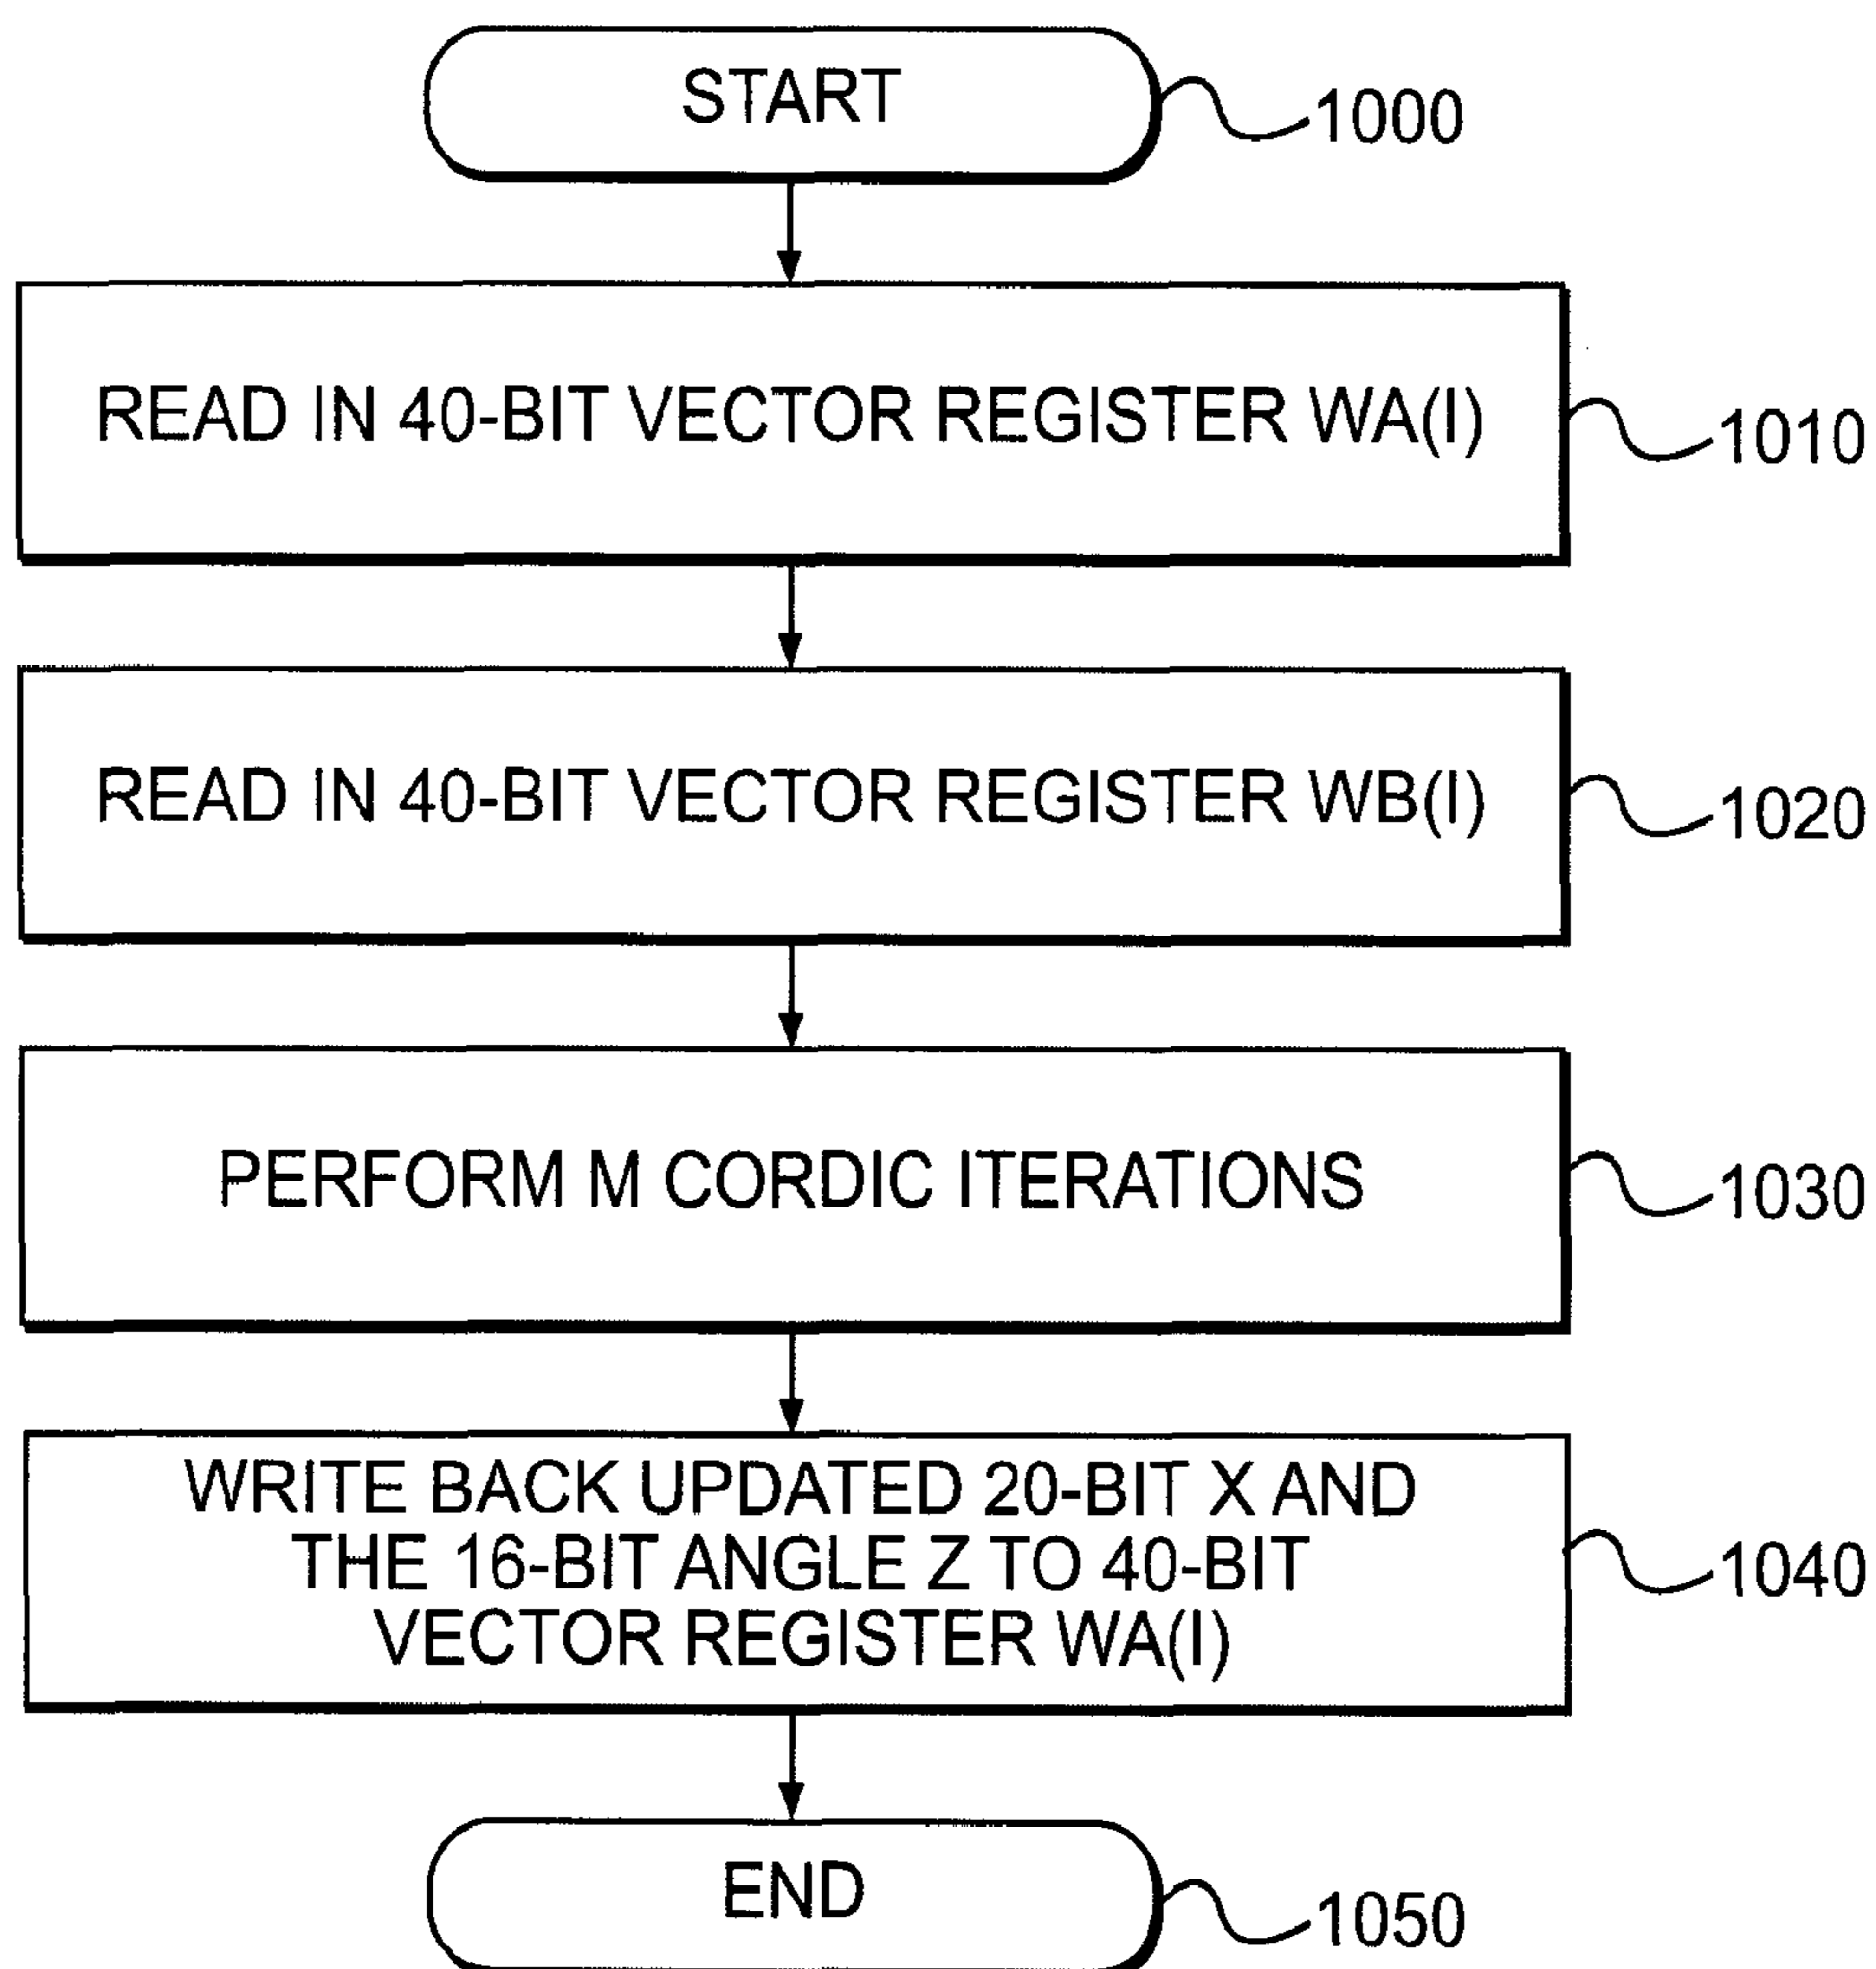 START
1000
READ IN 40-BIT VECTOR REGISTER WA(I)
1010
READ IN 40-BIT VECTOR REGISTER WB(I)
1020
PERFORM M CORDIC ITERATIONS
1030
WRITE BACK UPDATED 20-BIT X AND
THE 16-BIT ANGLE Z TO 40-BIT
VECTOR REGISTER WA(I)
1040
END
1050